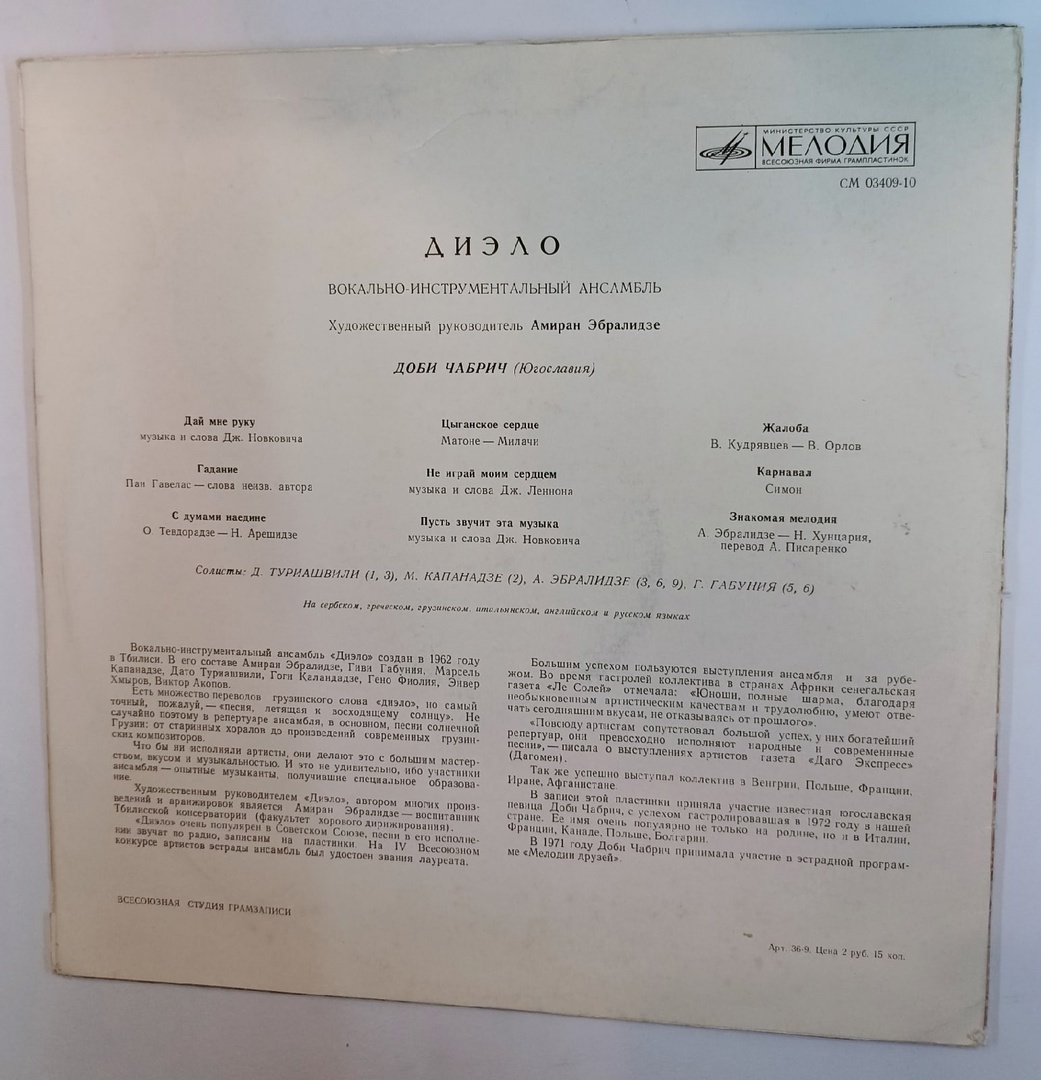 МИНИСТЕРСТВО КУЛЬТУРЫ СССР
МЕЛОДИЯ
ВСЕСОЮЗНАЯ ФИРМА ГРАМПЛАСТИНОК
СМ 03409-10
ДИЭЛО
ВОКАЛЬНО-ИНСТРУМЕНТАЛЬНЫЙ АНСАМБЛЬ
Художественный руководитель Амиран Эбралидзе
ДОБИ ЧАБРИЧ (Югославия)
Дай мне руку
музыка и слова Дж. Новковича
Гадание
Пан Гавелас — слова неизв. автора
С думами наедине
О Тевдорадзе — Н. Арешидзе
Цыганское сердце
Матоне — Милачи
Не играй моим сердцем
музыка и слова Дж. Леннона
Пусть звучит эта музыка
музыка и слова Дж. Новковича
Жалоба
В. Кудрявцев — В. Орлов
Карнавал
Симон
Знакомая мелодия
А. Эбралидзе — Н. Хунцария,
перевод А. Писаренко
Солисты: Д. ТУРИАШВИЛИ (1, 3), М. КАПАНАДЗЕ (2), А. ЭБРАЛИДЗЕ (3, 6, 9), Г. ГАБУНИЯ (5, 6)
На сербском, греческом, грузинском, итальянском, английском и русском языках
Вокально-инструментальный ансамбль «Диэло» создан в 1962 году
в Тбилиси. В его составе Амиран Эбралидзе, Гиви Габуния, Марсель
Капанадзе, Дато Туриашвили, Гоги Каландадзе, Гено Фиолия, Энвер
Хмыров, Виктор Акопов.
Есть множество переводов грузинского слова «диэло», но самый
точный, пожалуй, — «песня, летящая к восходящему солнцу». Не
случайно поэтому в репертуаре ансамбля, в основном, песни солнечной
Грузии: от старинных хоралов до произведений современных грузин-
ских композиторов.
Что бы ни исполняли артисты, они делают это с большим мастер-
ством, вкусом и музыкальностью. И это не удивительно, ибо участники
ансамбля — опытные музыканты, получившие специальное образова-
ние.
Художественным руководителем «Диэло», автором многих произ-
ведений и аранжировок является Амиран Эбралидзе — воспитанник
Тбилисской консерватории (факультет хорового дирижирования).
«Диэло» очень популярен в Советском Союзе, песни в его исполне-
нии звучат по радио, записаны на пластинки. На IV Всесоюзном
конкурсе артистов эстрады ансамбль был удостоен звания лауреата.
Большим успехом пользуются выступления ансамбля и за рубе-
жом. Во время гастролей коллектива в странах Африки сенегальская
газета «Ле Солей» отмечала: «Юноши, полные шарма, благодаря
необыкновенным артистическим качествам и трудолюбию, умеют отве-
чать сегодняшним вкусам, не отказываясь от прошлого».
«Повсюду артистам сопутствовал большой успех, у них богатейший
репертуар, они превосходно исполняют народные и современные
песни», — писала о выступлениях артистов газета «Даго Экспресс»
(Дагомея).
Так же успешно выступал коллектив в Венгрии, Польше, Франции,
Иране, Афганистане.
В записи этой пластинки приняла участие известная югославская
певица Доби Чабрич, с успехом гастролировавшая в 1972 году в нашей
стране. Ее имя очень популярно не только на родине, но и в Италии,
Франции, Канаде, Польше, Болгарии.
В 1971 году Доби Чабрич принимала участие в эстрадной програм-
ме «Мелодии друзей».
ВСЕСОЮЗНАЯ СТУДИЯ ГРАМЗАПИСИ
Арт. 36-9. Цена 2 руб. 15 коп.